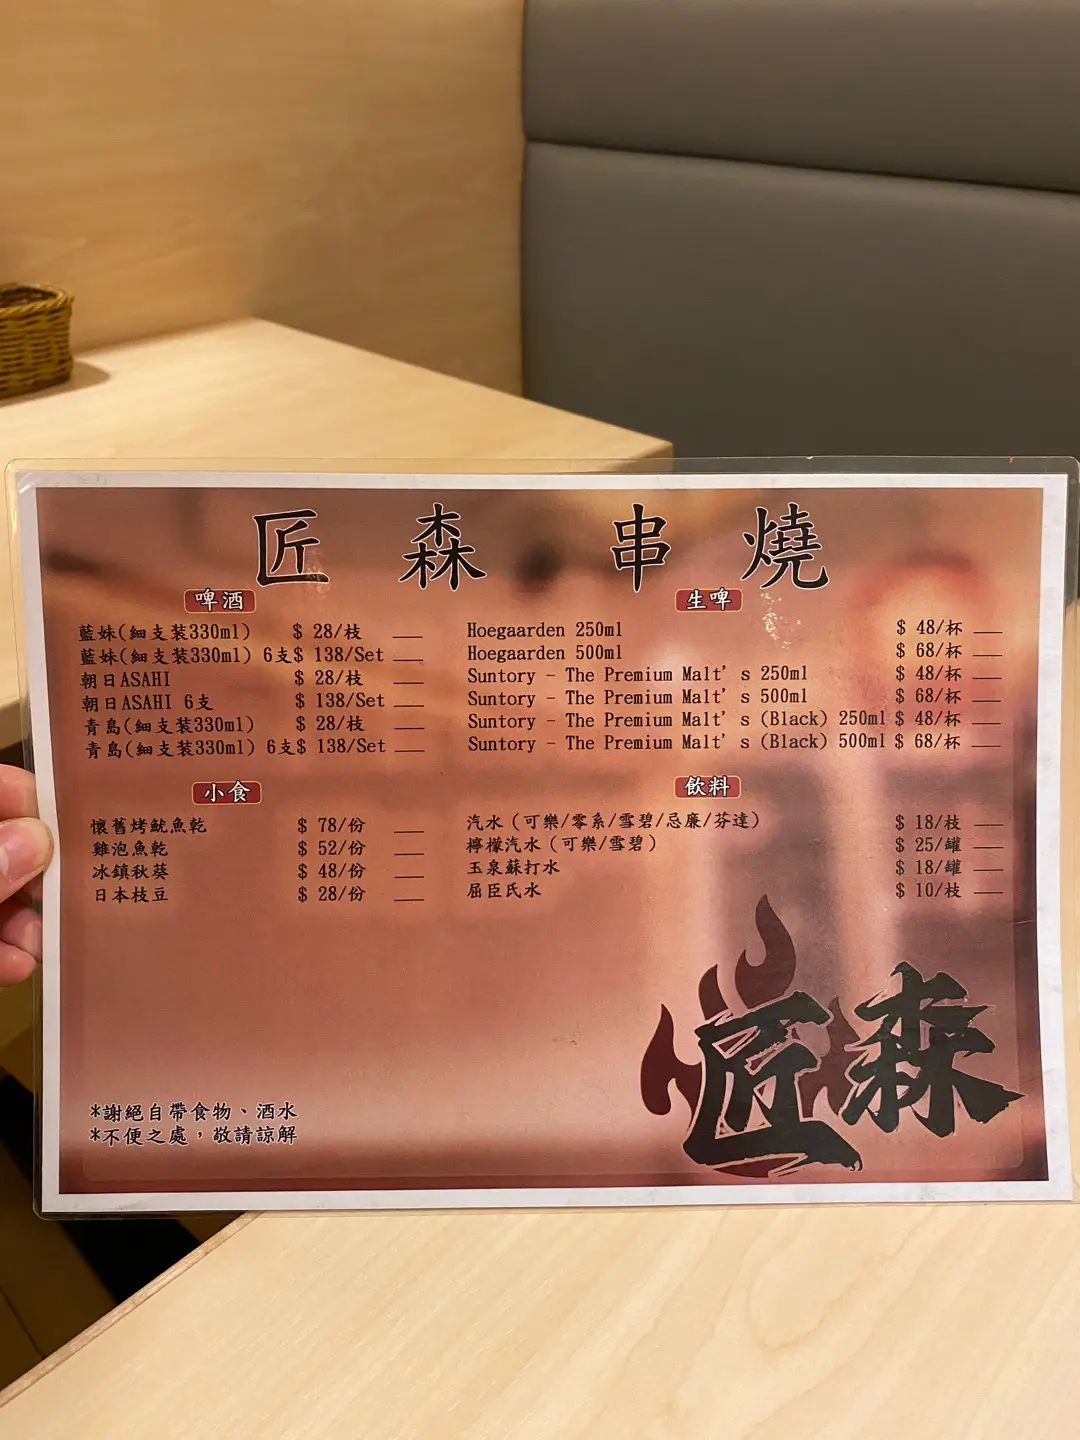 匠森串燒
啤酒
藍妹(細支裝330ml) $ 28/枝
藍妹(細支裝330ml) 6支$ 138/Set
朝日ASAHI $ 28/枝
朝日ASAHI 6支 $ 138/Set
青島(細支裝330ml) $ 28/枝
青島(細支裝330ml) 6支$ 138/Set
小食
懷舊烤魷魚乾 $ 78/份
雞泡魚乾 $ 52/份
冰鎮秋葵 $ 48/份
日本枝豆 $ 28/份
*謝絕自帶食物、酒水
*不便之處，敬請諒解
生啤
Hoegaarden 250ml $ 48/杯
Hoegaarden 500ml $ 68/杯
Suntory - The Premium Malt's 250ml $ 48/杯
Suntory - The Premium Malt's 500ml $ 68/杯
Suntory - The Premium Malt's (Black) 250ml $ 48/杯
Suntory - The Premium Malt's (Black) 500ml $ 68/杯
飲料
汽水(可樂/零系/雪碧/忌廉/芬達) $ 18/枝
檸檬汽水(可樂/雪碧) $ 25/罐
玉泉蘇打水 $ 18/罐
屈臣氏水 $ 10/枝
匠森